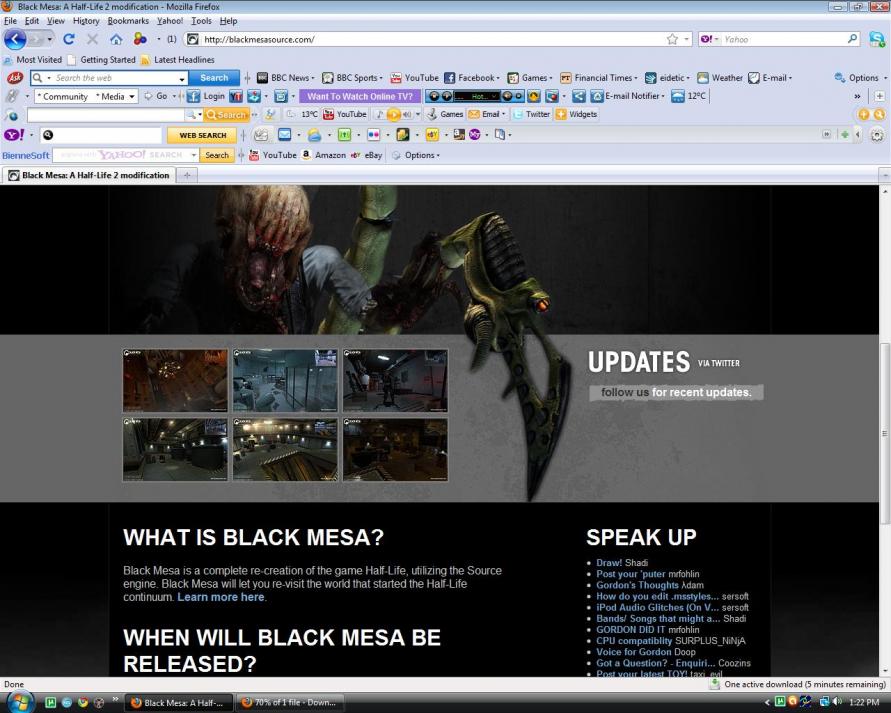 Black Mesa: A Half-Life 2 modification - Mozilla Firefox
File Edit View History Bookmarks Yahoo! Tools Help
(1) http://blackmesasource.com/ Y! Yahoo
Most Visited Getting Started Latest Headlines
Ask Search the web Search BBC News BBC Sports YouTube Facebook Games FT Financial Times eidetic Weather E-mail Options
* Community * Media Go Login Want To Watch Online TV? Hot... E-mail Notifier 12°C »
Search 13C YouTube Games Email Twitter Widgets
Y! WEB SEARCH
BienneSoft YAHOO! SEARCH Search YouTube Amazon eBay Options
Black Mesa: A Half-Life 2 modification
UPDATES VIA TWITTER
follow us for recent updates.
WHAT IS BLACK MESA?
Black Mesa is a complete re-creation of the game Half-Life, utilizing the Source
engine. Black Mesa will let you re-visit the world that started the Half-Life
continuum. Learn more here.
WHEN WILL BLACK MESA BE
RELEASED?
SPEAK UP
Draw! Shadi
Post your 'puter mrfohlin
Gordon's Thoughts λdam
How do you edit .msstyles... sersoft
iPod Audio Glitches (On V... sersoft
Bands/ Songs that might a... Shadi
GORDON DID IT mrfohlin
CPU compatiblity SURPLUS_NiNjA
Voice for Gordon Doop
Got a Question? - Enquiri... Coozins
Post your latest TOY! taxi_evil
Done One active download (5 minutes remaining)
Black Mesa: A Half-... 70% of 1 file - Down... 1:22 PM